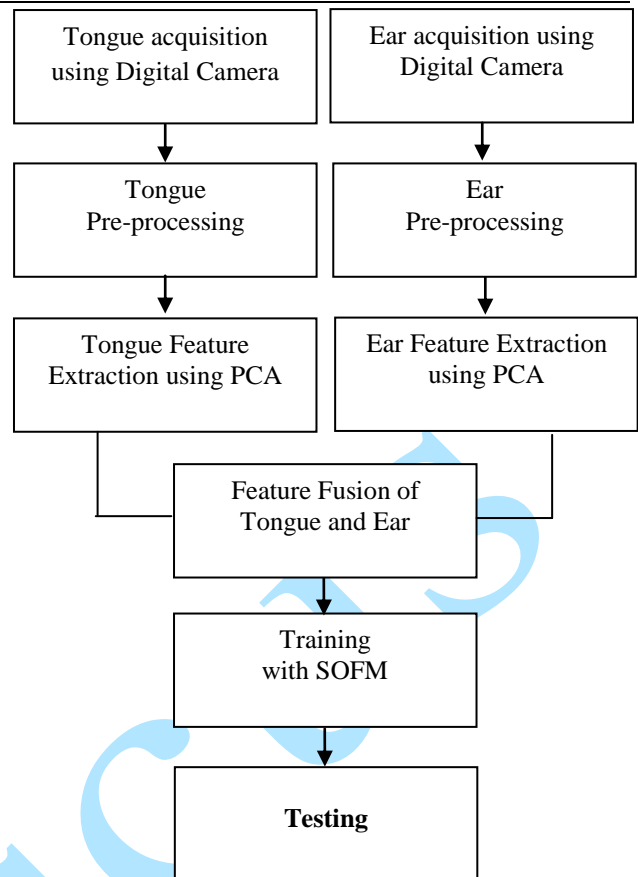 Tongue acquisition
using Digital Camera
Ear acquisition using
Digital Camera
Tongue
Pre-processing
Ear
Pre-processing
Tongue Feature
Extraction using PCA
Ear Feature Extraction
using PCA
Feature Fusion of
Tongue and Ear
Training
with SOFM
Testing